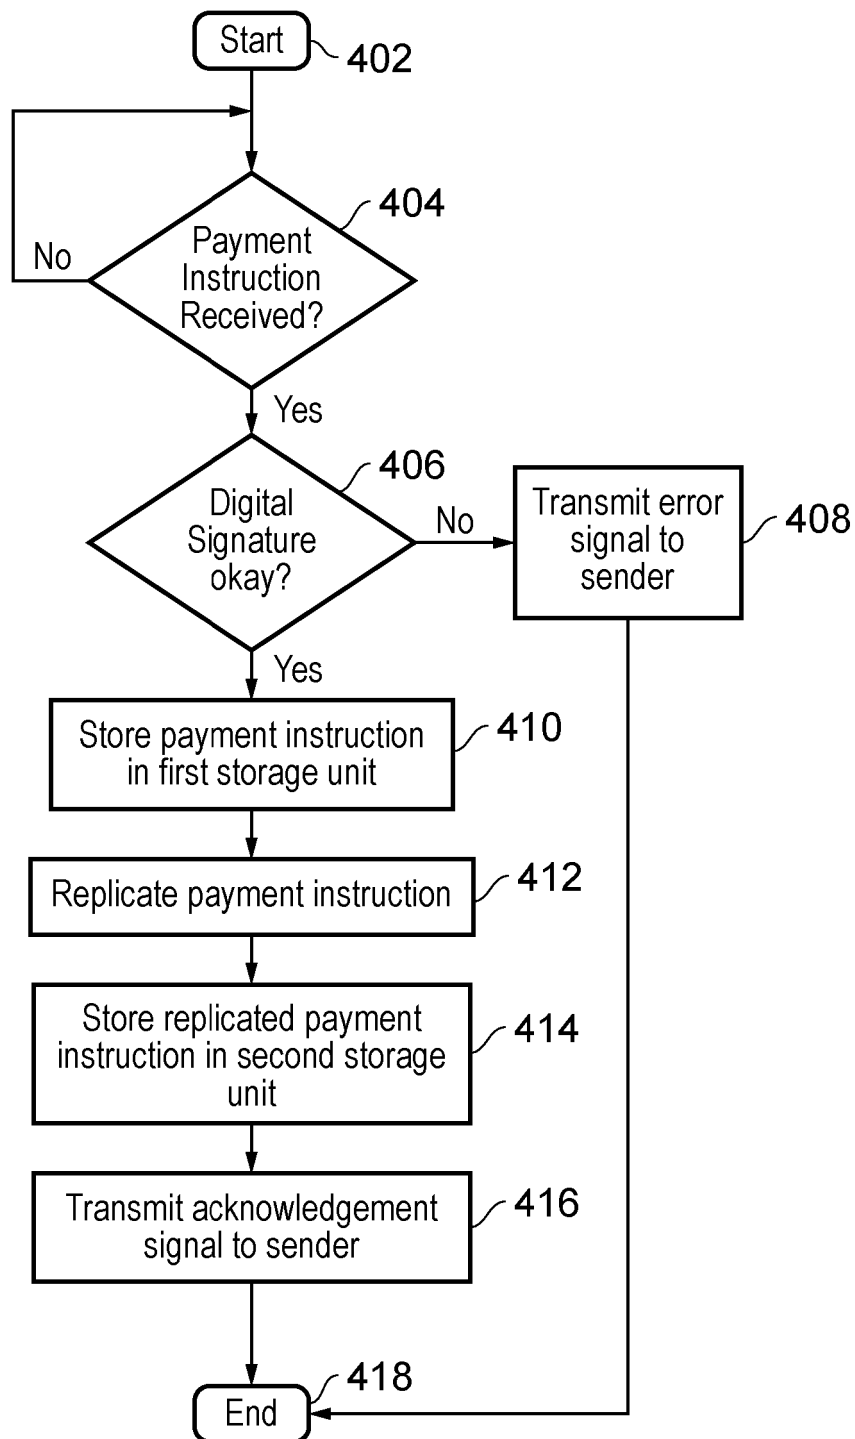 Start
402
404
Payment
Instruction
Received?
No
Yes
406
Digital
Signature
okay?
No
Transmit error
signal to
sender
408
Yes
Store payment instruction
in first storage unit
410
Replicate payment instruction
412
Store replicated payment
instruction in second storage
unit
414
Transmit acknowledgement
signal to sender
416
418
End